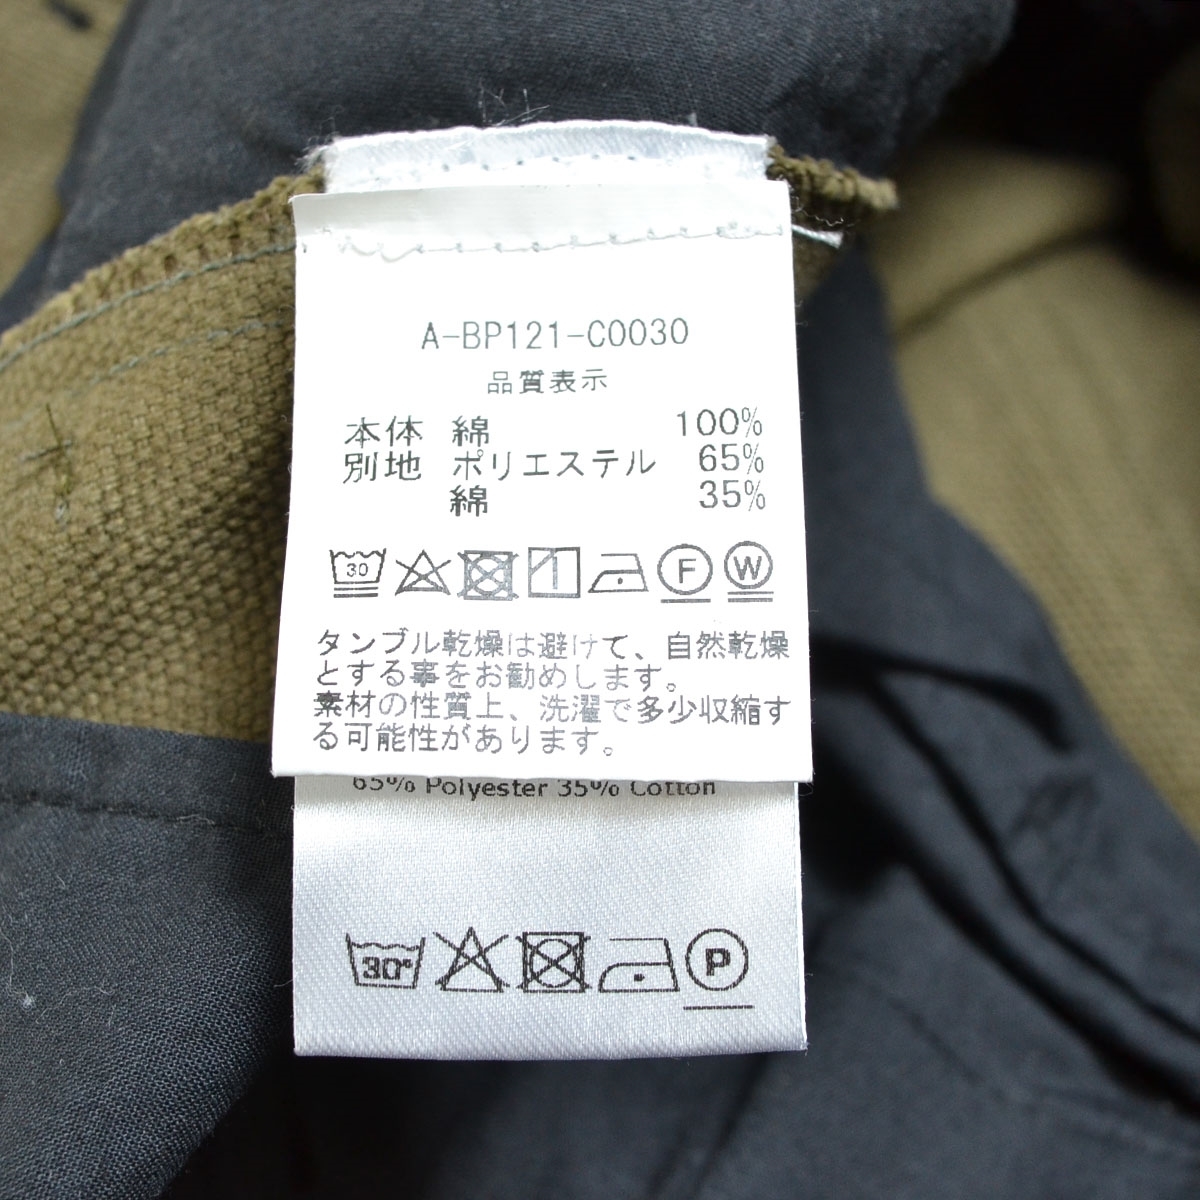 A-BP121-C0030
品質表示
本体 綿 100%
別地 ポリエステル 65%
綿 35%
30 F W
タンブル乾燥は避けて、自然乾燥
とする事をお勧めします。
素材の性質上、洗濯で多少収縮す
る可能性があります。
65% Polyester 35% Cotton
30° P